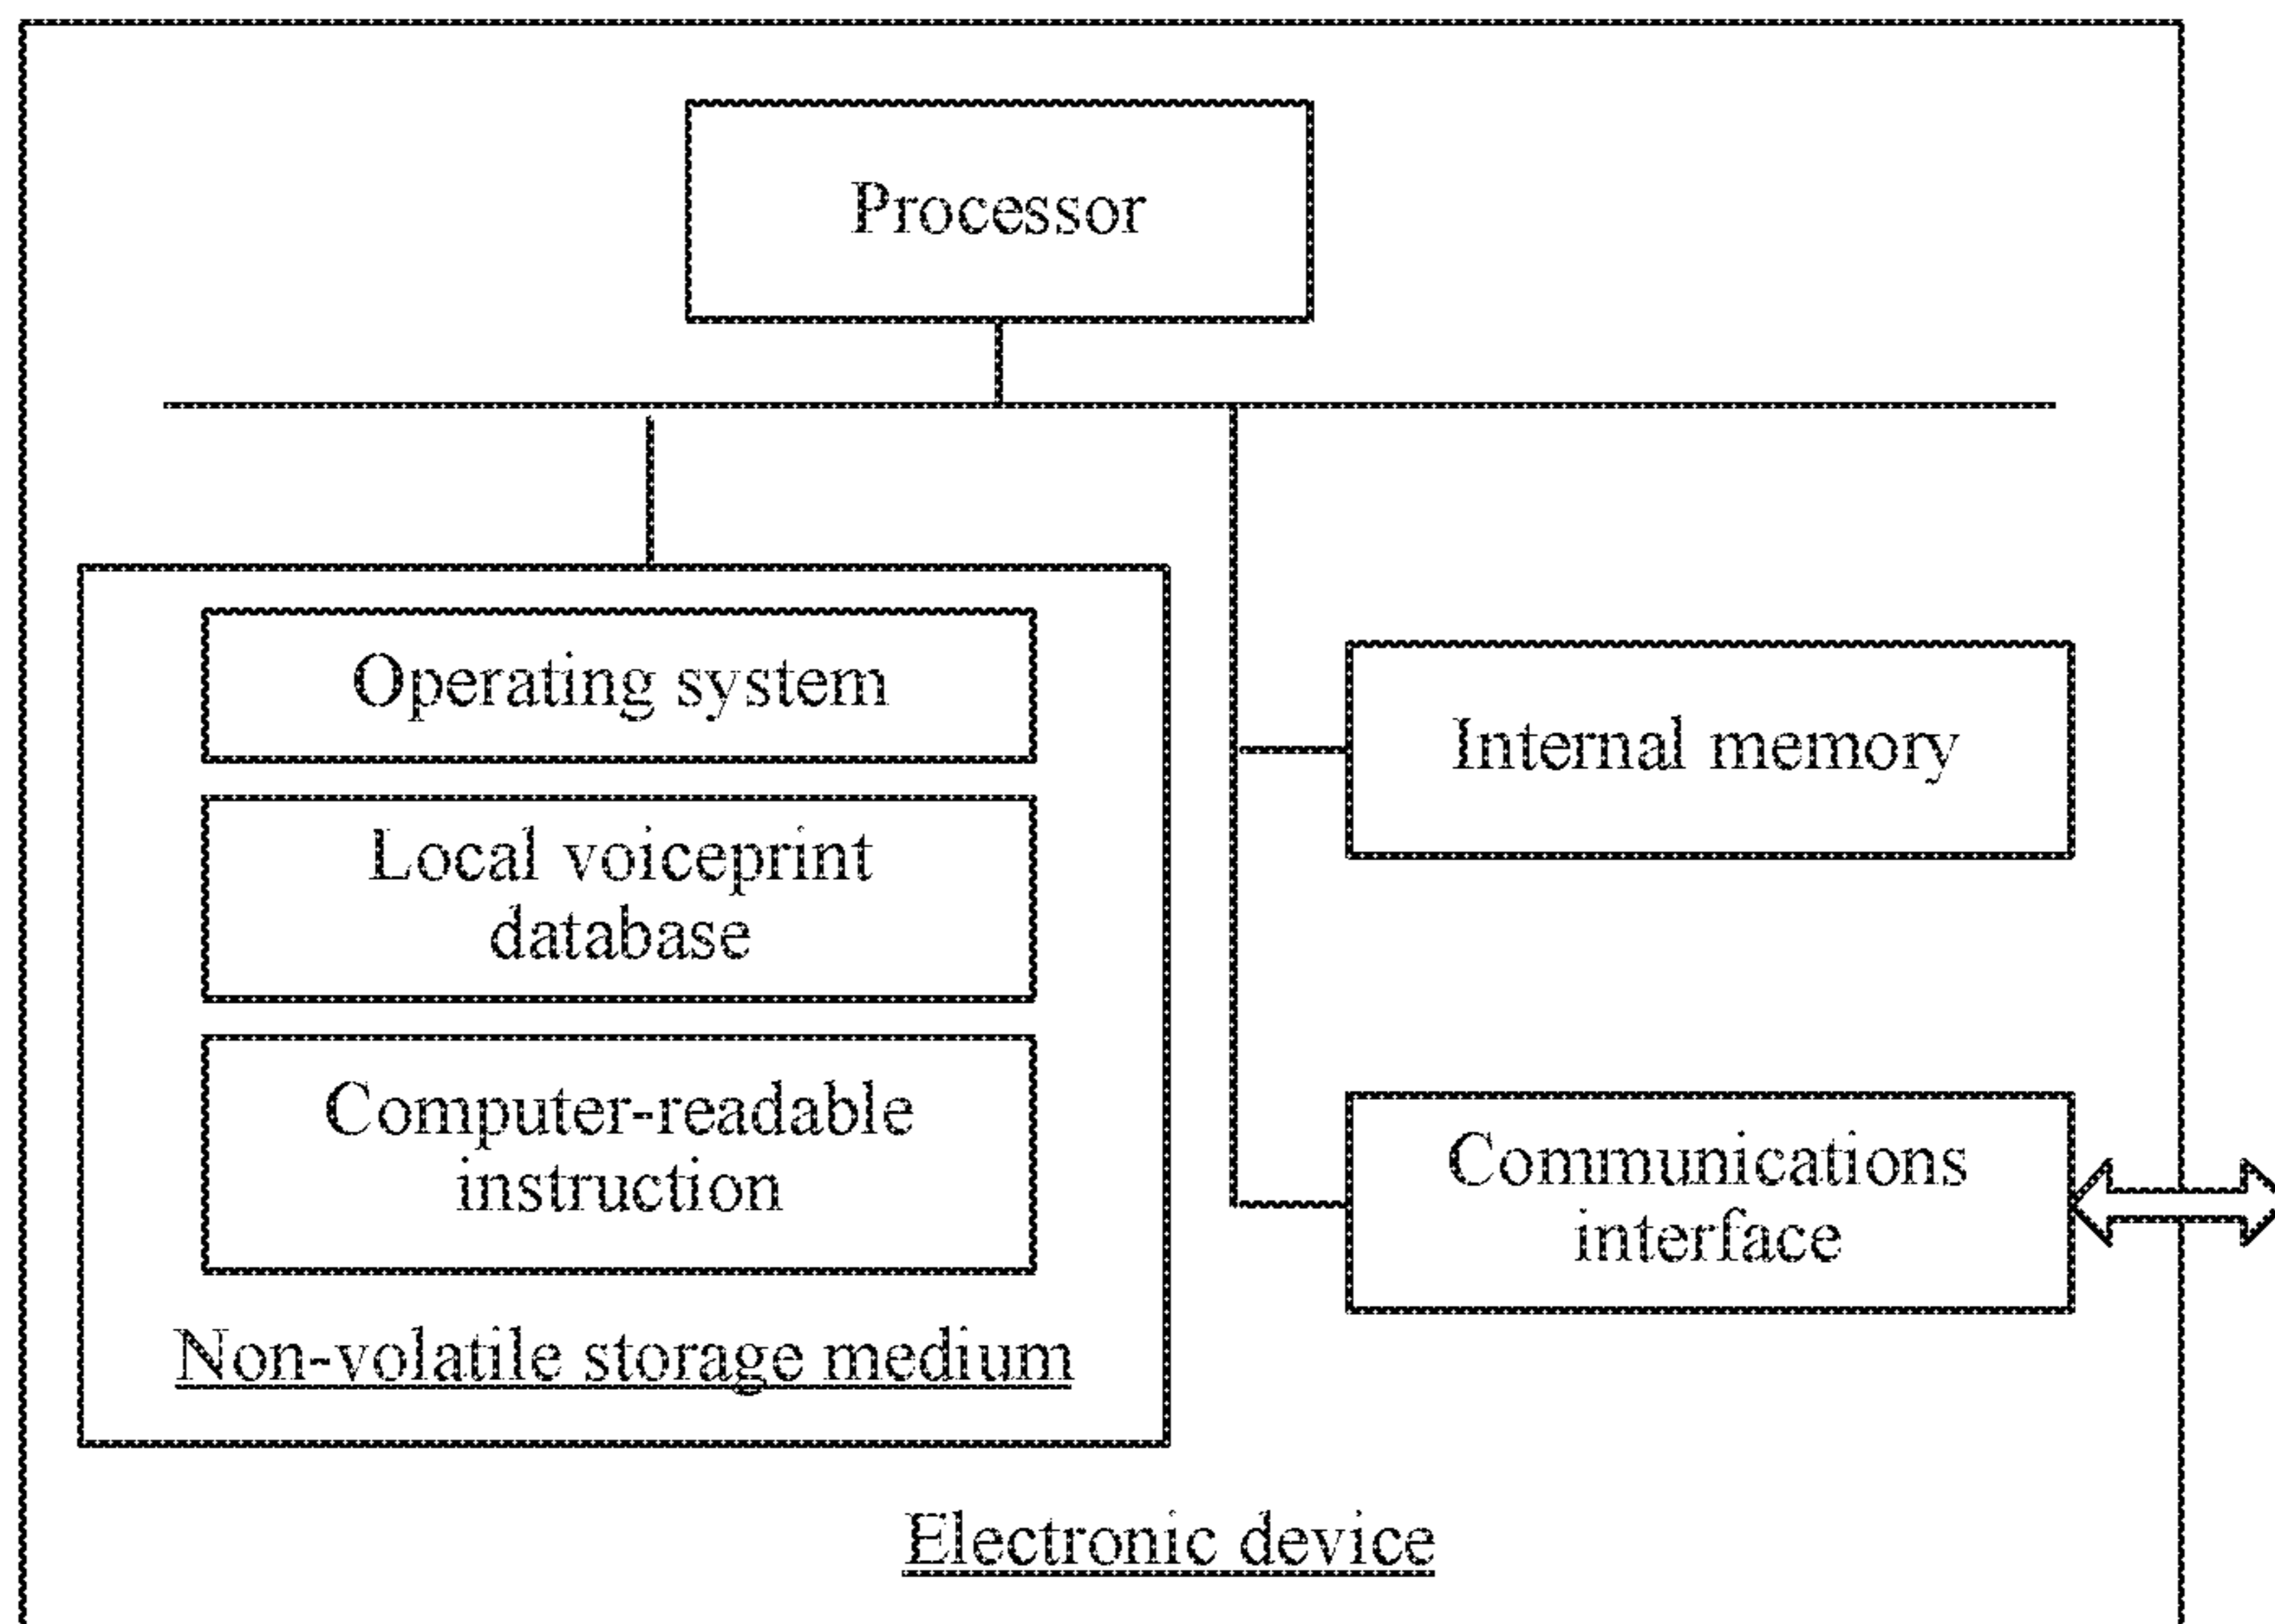 Processor
Operating system
Local voiceprint
database
Computer-readable
instruction
Non-volatile storage medium
Internal memory
Communications
interface
Electronic device